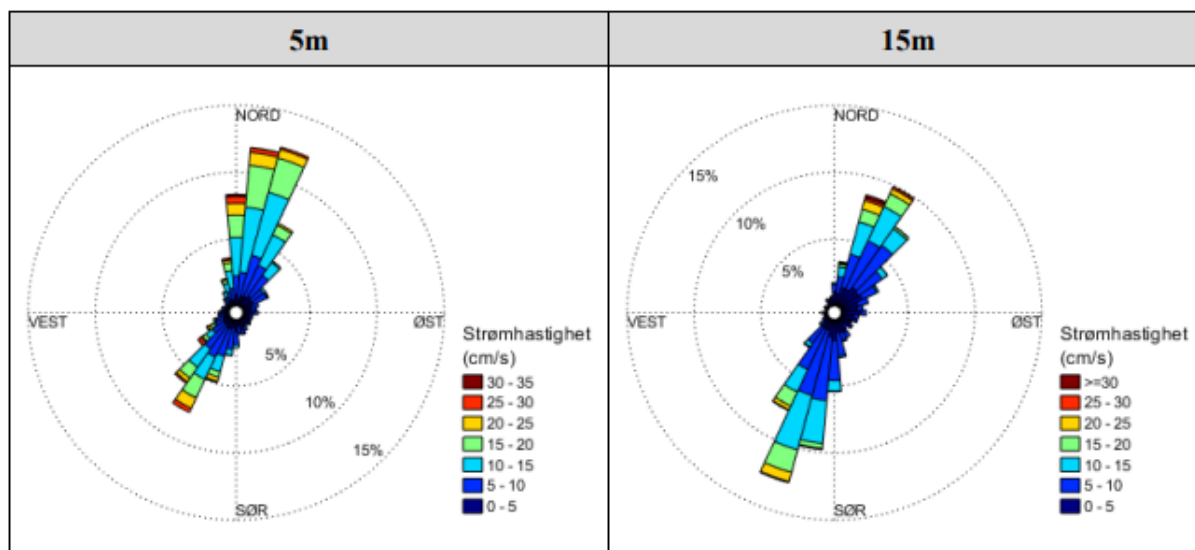 5m
15m
NORD
VEST
ØST
SØR
5%
10%
15%
Strømhastighet
(cm/s)
30 - 35
25 - 30
20 - 25
15 - 20
10 - 15
5 - 10
0 - 5
NORD
15%
10%
5%
VEST
ØST
SØR
Strømhastighet
(cm/s)
>=30
25 - 30
20 - 25
15 - 20
10 - 15
5 - 10
0 - 5